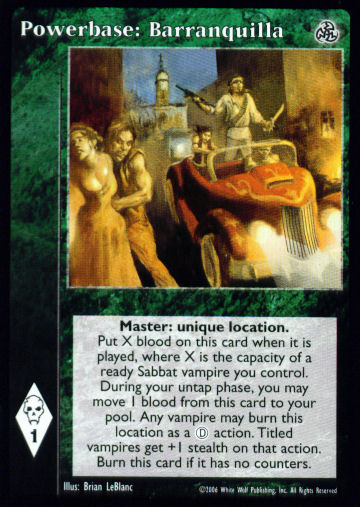 Powerbase: Barranquilla
Master: unique location.
Put X blood on this card when it is
played, where X is the capacity of a
ready Sabbat vampire you control.
During your untap phase, you may
move 1 blood from this card to your
pool. Any vampire may burn this
location as a Ⓓ action. Titled
vampires get +1 stealth on that action.
Burn this card if it has no counters.
1
Illus: Brian LeBlanc
©2006 White Wolf Publishing, Inc. All Rights Reserved